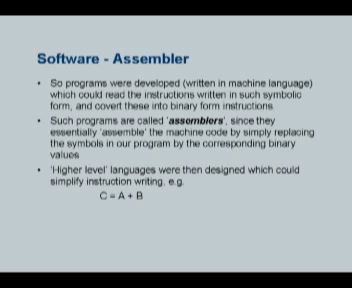 Software - Assembler
• So programs were developed (written in machine language)
which could read the instructions written in such symbolic
form, and covert these into binary form instructions
• Such programs are called 'assemblers', since they
essentially 'assemble' the machine code by simply replacing
the symbols in our program by the corresponding binary
values
• 'Higher level' languages were then designed which could
simplify instruction writing, e.g.
C = A + B